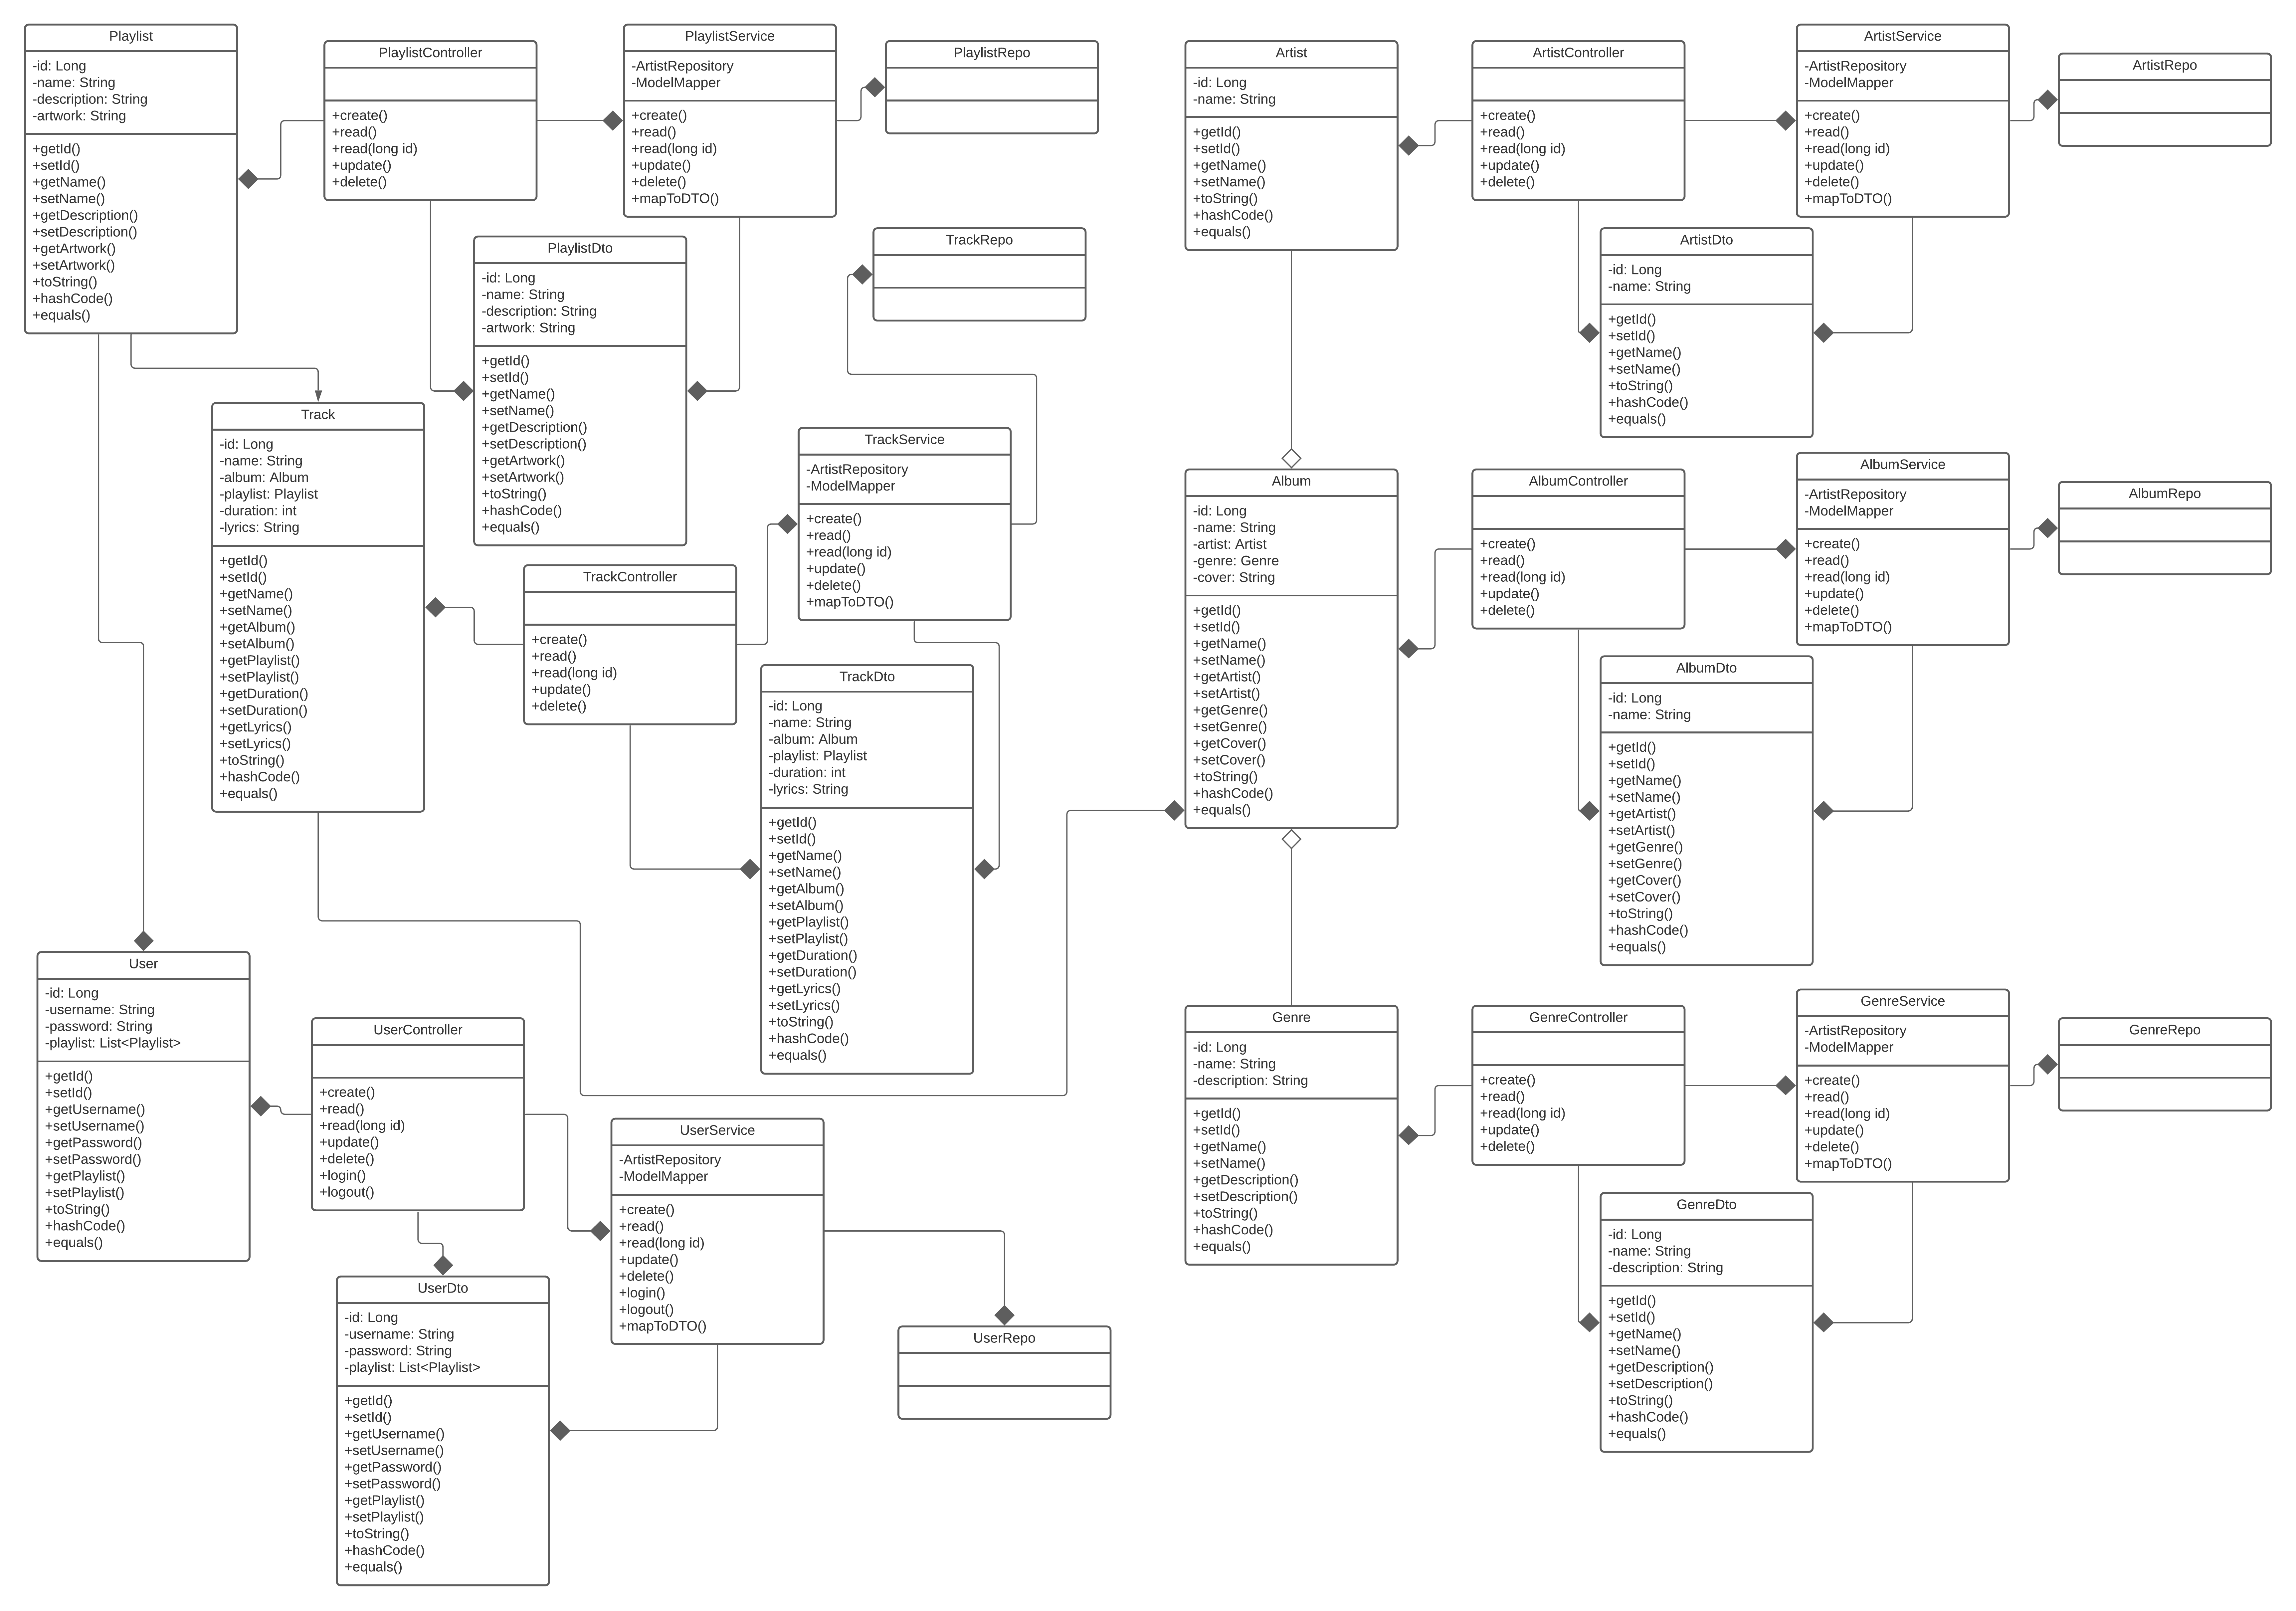 Playlist
-id: Long
-name: String
-description: String
-artwork: String
+getId()
+setId()
+getName()
+setName()
+getDescription()
+setDescription()
+getArtwork()
+setArtwork()
+toString()
+hashCode()
+equals()
PlaylistController
+create()
+read()
+read(long id)
+update()
+delete()
PlaylistService
-ArtistRepository
-ModelMapper
+create()
+read()
+read(long id)
+update()
+delete()
+mapToDTO()
PlaylistRepo
PlaylistDto
-id: Long
-name: String
-description: String
-artwork: String
+getId()
+setId()
+getName()
+setName()
+getDescription()
+setDescription()
+getArtwork()
+setArtwork()
+toString()
+hashCode()
+equals()
TrackRepo
Track
-id: Long
-name: String
-album: Album
-playlist: Playlist
-duration: int
-lyrics: String
+getId()
+setId()
+getName()
+setName()
+getAlbum()
+setAlbum()
+getPlaylist()
+setPlaylist()
+getDuration()
+setDuration()
+getLyrics()
+setLyrics()
+toString()
+hashCode()
+equals()
TrackController
+create()
+read()
+read(long id)
+update()
+delete()
TrackService
-ArtistRepository
-ModelMapper
+create()
+read()
+read(long id)
+update()
+delete()
+mapToDTO()
TrackDto
-id: Long
-name: String
-album: Album
-playlist: Playlist
-duration: int
-lyrics: String
+getId()
+setId()
+getName()
+setName()
+getAlbum()
+setAlbum()
+getPlaylist()
+setPlaylist()
+getDuration()
+setDuration()
+getLyrics()
+setLyrics()
+toString()
+hashCode()
+equals()
User
-id: Long
-username: String
-password: String
-playlist: List<Playlist>
+getId()
+setId()
+getUsername()
+setUsername()
+getPassword()
+setPassword()
+getPlaylist()
+setPlaylist()
+toString()
+hashCode()
+equals()
UserController
+create()
+read()
+read(long id)
+update()
+delete()
+login()
+logout()
UserService
-ArtistRepository
-ModelMapper
+create()
+read()
+read(long id)
+update()
+delete()
+login()
+logout()
+mapToDTO()
UserDto
-id: Long
-username: String
-password: String
-playlist: List<Playlist>
+getId()
+setId()
+getUsername()
+setUsername()
+getPassword()
+setPassword()
+getPlaylist()
+setPlaylist()
+toString()
+hashCode()
+equals()
UserRepo
Artist
-id: Long
-name: String
+getId()
+setId()
+getName()
+setName()
+toString()
+hashCode()
+equals()
ArtistController
+create()
+read()
+read(long id)
+update()
+delete()
ArtistService
-ArtistRepository
-ModelMapper
+create()
+read()
+read(long id)
+update()
+delete()
+mapToDTO()
ArtistRepo
ArtistDto
-id: Long
-name: String
+getId()
+setId()
+getName()
+setName()
+toString()
+hashCode()
+equals()
Album
-id: Long
-name: String
-artist: Artist
-genre: Genre
-cover: String
+getId()
+setId()
+getName()
+setName()
+getArtist()
+setArtist()
+getGenre()
+setGenre()
+getCover()
+setCover()
+toString()
+hashCode()
+equals()
AlbumController
+create()
+read()
+read(long id)
+update()
+delete()
AlbumService
-ArtistRepository
-ModelMapper
+create()
+read()
+read(long id)
+update()
+delete()
+mapToDTO()
AlbumRepo
AlbumDto
-id: Long
-name: String
+getId()
+setId()
+getName()
+setName()
+getArtist()
+setArtist()
+getGenre()
+setGenre()
+getCover()
+setCover()
+toString()
+hashCode()
+equals()
Genre
-id: Long
-name: String
-description: String
+getId()
+setId()
+getName()
+setName()
+getDescription()
+setDescription()
+toString()
+hashCode()
+equals()
GenreController
+create()
+read()
+read(long id)
+update()
+delete()
GenreService
-ArtistRepository
-ModelMapper
+create()
+read()
+read(long id)
+update()
+delete()
+mapToDTO()
GenreRepo
GenreDto
-id: Long
-name: String
-description: String
+getId()
+setId()
+getName()
+setName()
+getDescription()
+setDescription()
+toString()
+hashCode()
+equals()